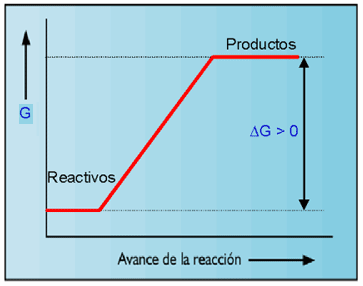 Productos
G
ΔG > 0
Reactivos
Avance de la reacción